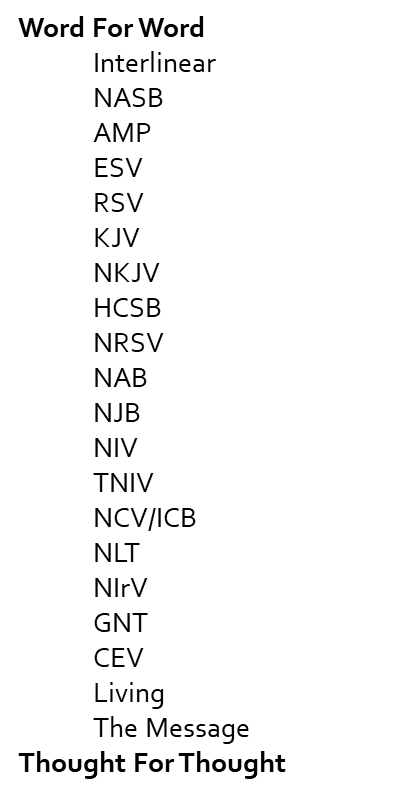 Word For Word
Interlinear
NASB
AMP
ESV
RSV
KJV
NKJV
HCSB
NRSV
NAB
NJB
NIV
TNIV
NCV/ICB
NLT
NIrV
GNT
CEV
Living
The Message
Thought For Thought